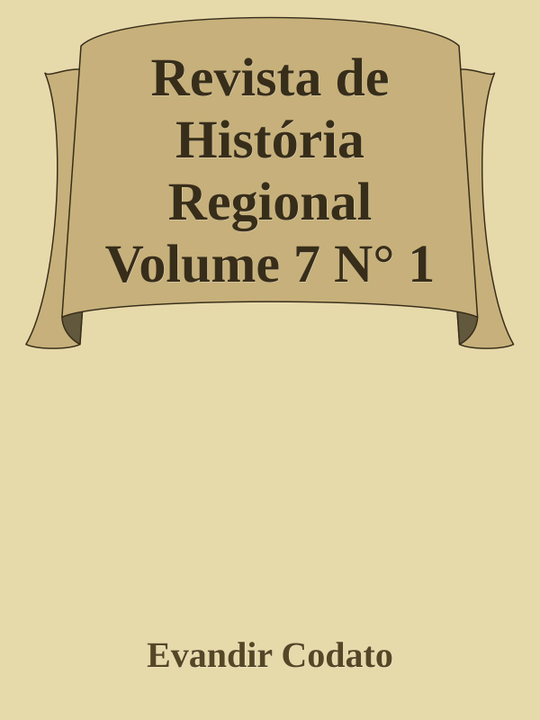 Revista de
História
Regional
Volume 7 N° 1
Evandir Codato